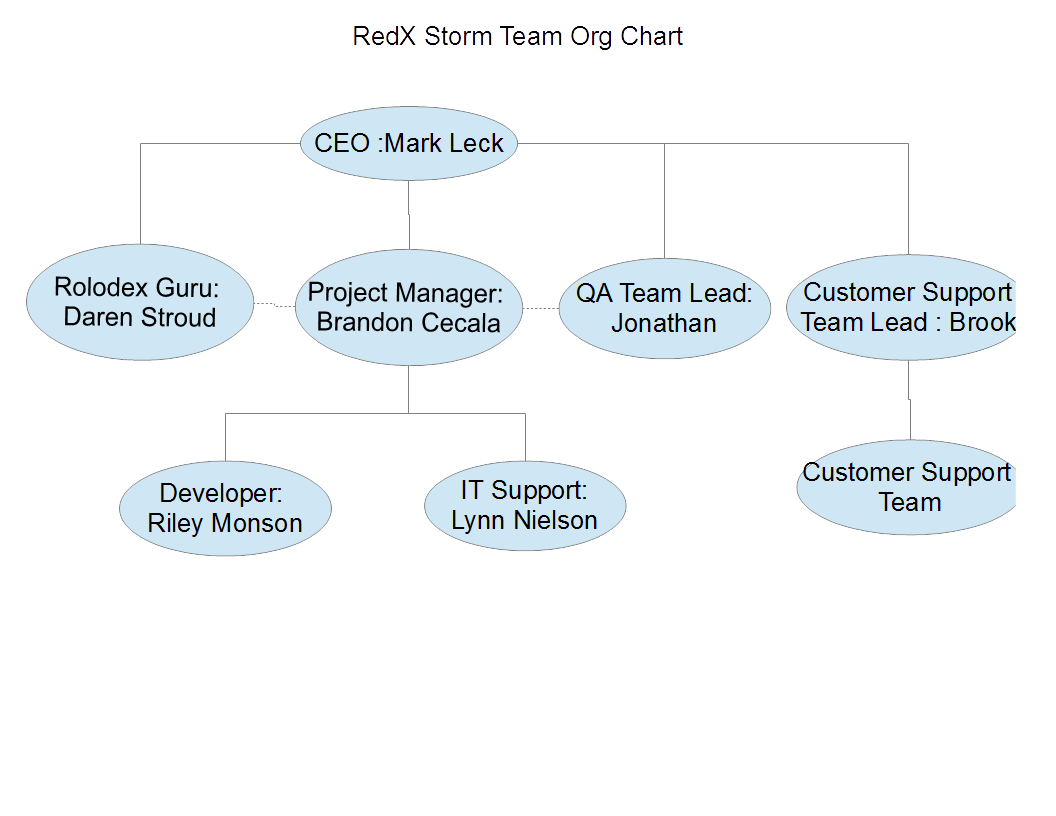 RedX Storm Team Org Chart
CEO :Mark Leck
Rolodex Guru:
Daren Stroud
Project Manager:
Brandon Cecala
QA Team Lead:
Jonathan
Customer Support
Team Lead : Brook
Developer:
Riley Monson
IT Support:
Lynn Nielson
Customer Support
Team